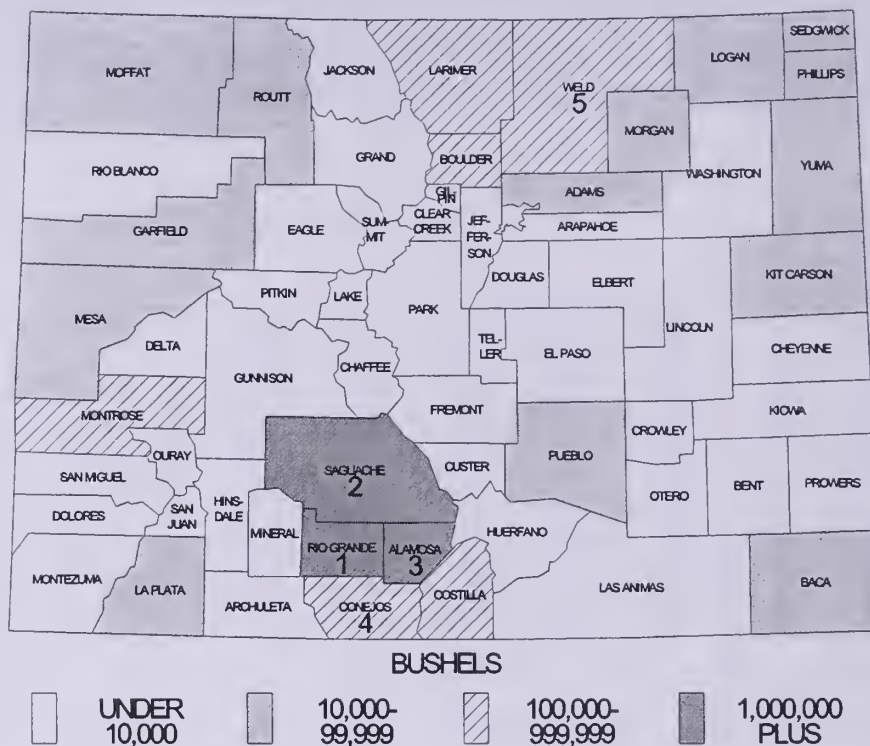 SEDGWICK
MOFFAT
JACKSON
LARIMER
LOGAN
PHILLIPS
ROUTT
WELD
5
MORGAN
GRAND
BOULDER
RIO BLANCO
WASHINGTON
YUMA
GIL-
PIN
ADAMS
CLEAR
CREEK
JEF-
FER-
SON
ARAPAHOE
GARFIELD
EAGLE
SUM-
MIT
DOUGLAS
ELBERT
KIT CARSON
PITKIN
LAKE
MESA
PARK
LINCOLN
DELTA
TEL-
LER
EL PASO
CHEYENNE
GUNNISON
CHAFFEE
MONTROSE
FREMONT
KIOWA
CROWLEY
OURAY
SAGUACHE
2
CUSTER
PUEBLO
SAN MIGUEL
HINS-
DALE
OTERO
BENT
PROWERS
SAN
JUAN
DOLORES
MINERAL
HUERFANO
RIO GRANDE
1
ALAMOSA
3
MONTEZUMA
LA PLATA
ARCHULETA
CONEJOS
4
COSTILLA
LAS ANIMAS
BACA
BUSHELS
UNDER
10,000
10,000-
99,999
100,000-
999,999
1,000,000
PLUS